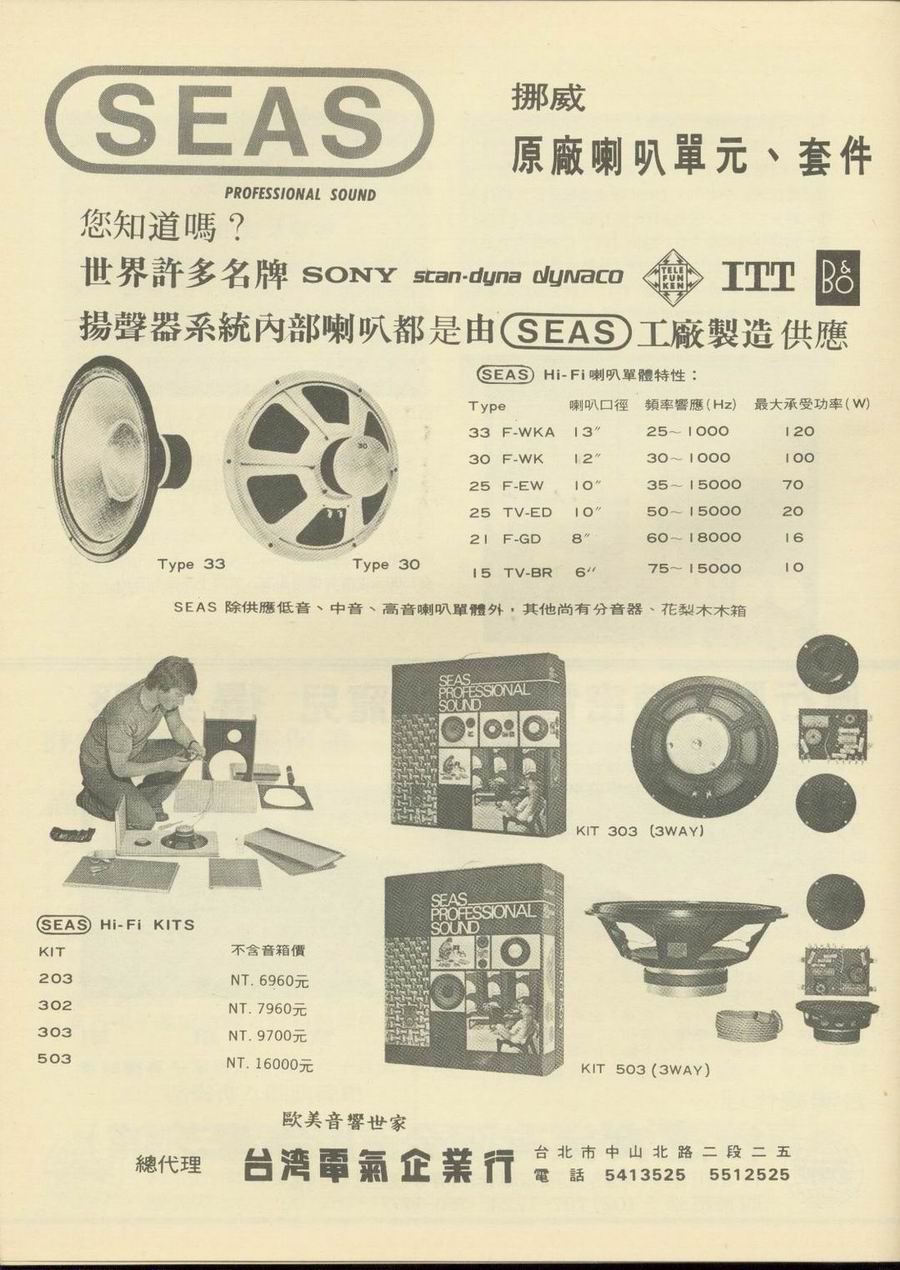 SEAS
PROFESSIONAL SOUND
挪威
原廠喇叭單元、套件
您知道嗎？
世界許多名牌 SONY scan-dyna dynaco TELEFUNKEN ITT B&O
揚聲器系統內部喇叭都是由 SEAS 工廠製造供應
SEAS Hi-Fi喇叭單體特性：
Type 喇叭口徑 頻率響應(Hz) 最大承受功率(W)
33 F-WKA 13″ 25~1000 120
30 F-WK 12″ 30~1000 100
25 F-EW 10″ 35~15000 70
25 TV-ED 10″ 50~15000 20
21 F-GD 8″ 60~18000 16
15 TV-BR 6″ 75~15000 10
30
Type 33
Type 30
SEAS 除供應低音、中音、高音喇叭單體外，其他尚有分音器、花梨木木箱
SEAS
PROFESSIONAL
SOUND
KIT 303 (3WAY)
SEAS
PROFESSIONAL
SOUND
KIT 503 (3WAY)
SEAS Hi-Fi KITS
KIT 不含音箱價
203 NT. 6960元
302 NT. 7960元
303 NT. 9700元
503 NT. 16000元
歐美音響世家
總代理 台湾電氣企業行
台北市中山北路二段二五
電話 5413525 5512525